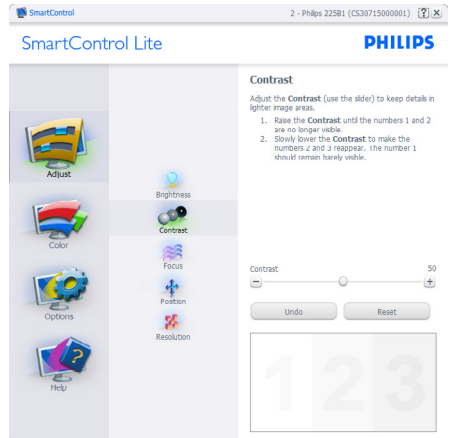 SmartControl
2 - Philips 225B1 (CS30715000001)
SmartControl Lite
PHILIPS
Adjust
Color
Options
Help
Brightness
Contrast
Focus
Position
Resolution
Contrast
Adjust the Contrast (use the slider) to keep details in
lighter image areas.
1. Raise the Contrast until the numbers 1 and 2
are no longer visible.
2. Slowly lower the Contrast to make the
numbers 2 and 3 reappear. The number 1
should remain barely visible.
Contrast 50
Undo Reset
1 2 3